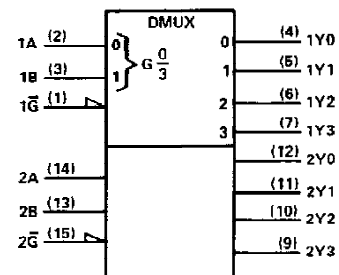 DMUX
1A (2) 0 0 (4) 1Y0
1B (3) 1 G 0/3 1 (5) 1Y1
1G̅ (1) 2 (6) 1Y2
3 (7) 1Y3
(12) 2Y0
2A (14) (11) 2Y1
2B (13) (10) 2Y2
2G̅ (15) (9) 2Y3